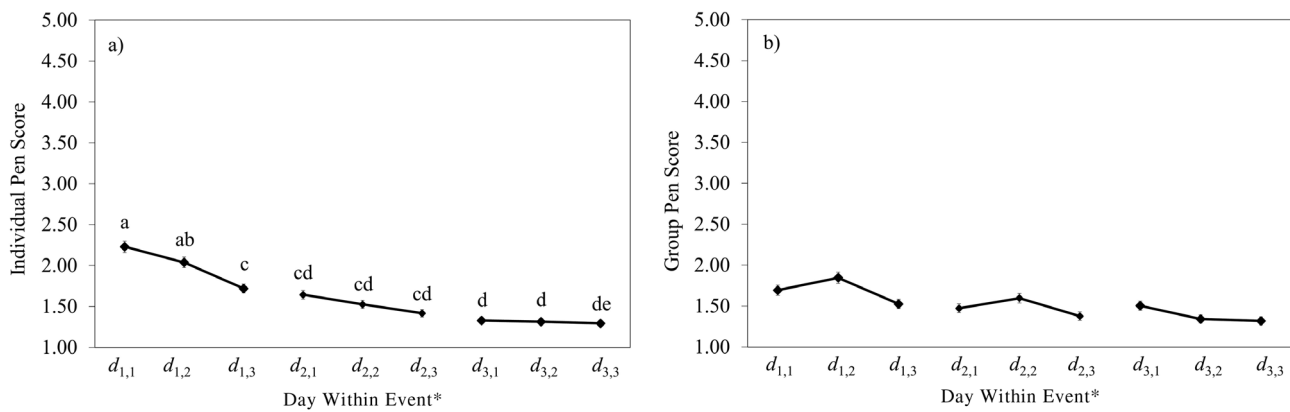 a)
Individual Pen Score
5.00
4.50
4.00
3.50
3.00
2.50
2.00
1.50
1.00
a
ab
c
cd
cd
cd
d
d
de
d1,1 d1,2 d1,3 d2,1 d2,2 d2,3 d3,1 d3,2 d3,3
Day Within Event*
b)
Group Pen Score
5.00
4.50
4.00
3.50
3.00
2.50
2.00
1.50
1.00
d1,1 d1,2 d1,3 d2,1 d2,2 d2,3 d3,1 d3,2 d3,3
Day Within Event*